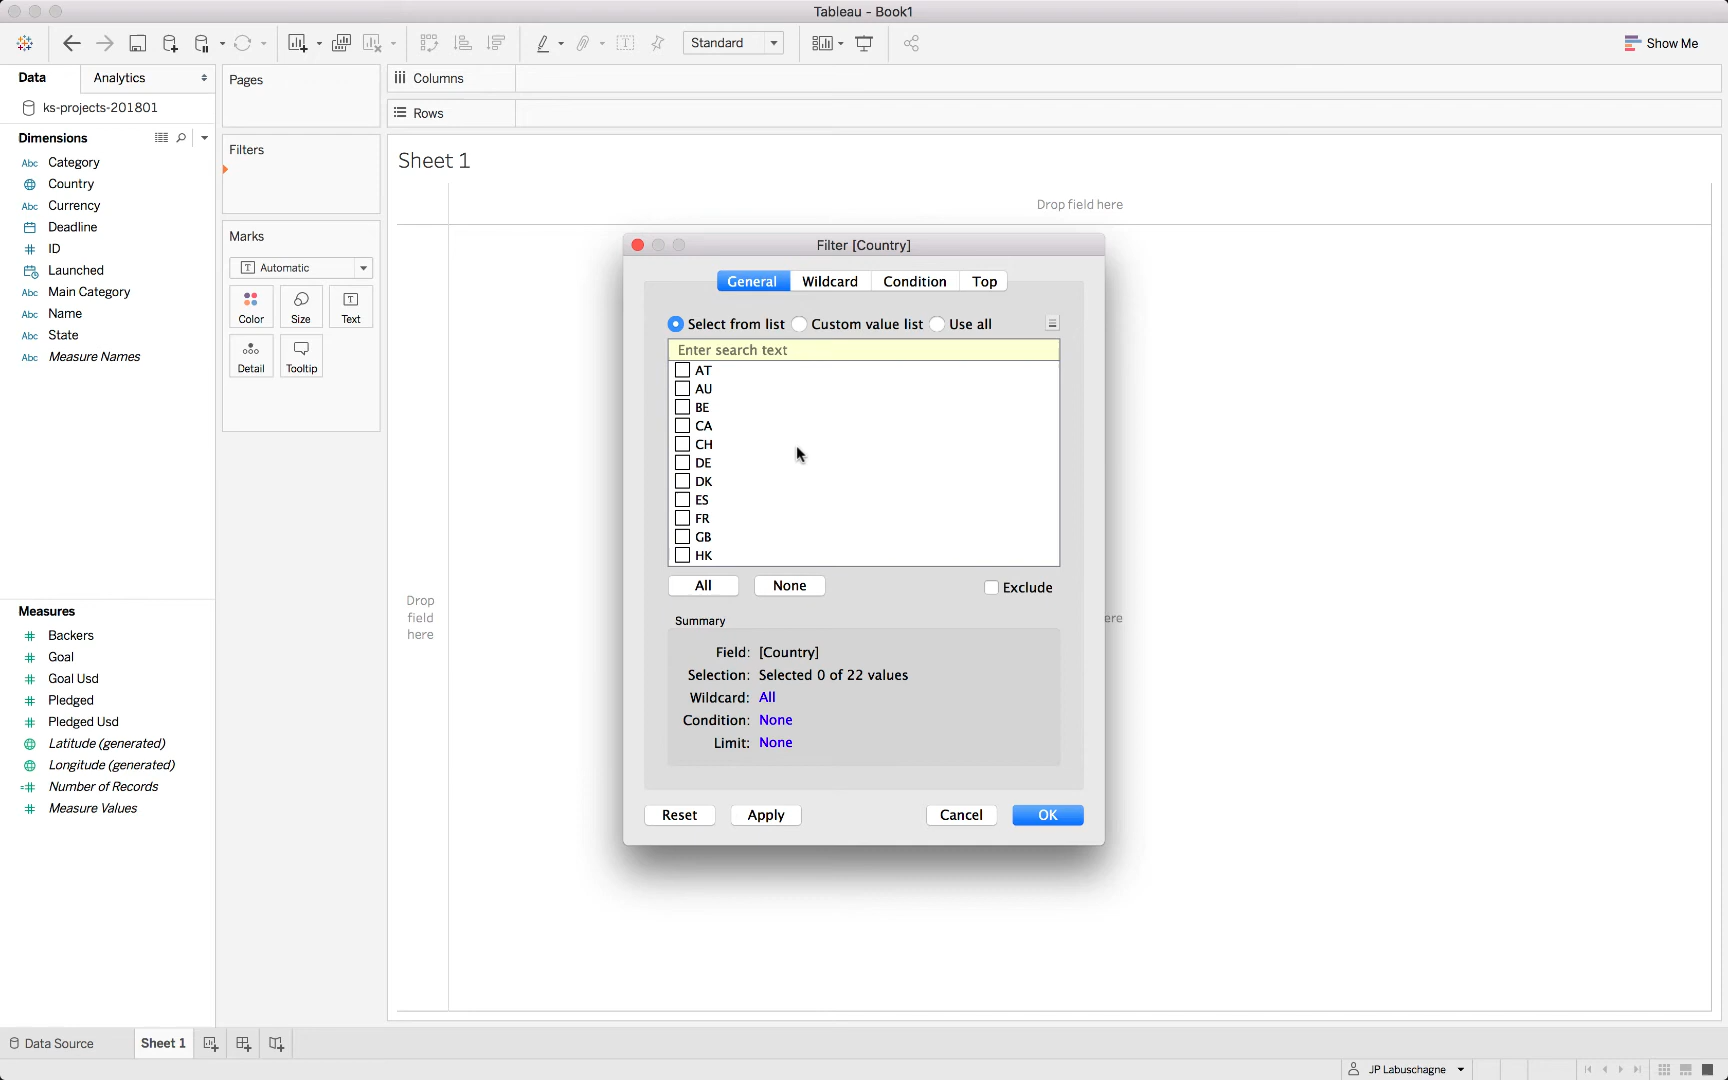 Tableau - Book1
Standard
Show Me
Data
Analytics
ks-projects-201801
Dimensions
Abc Category
Country
Abc Currency
Deadline
ID
Launched
Abc Main Category
Abc Name
Abc State
Abc Measure Names
Measures
Backers
Goal
Goal Usd
Pledged
Pledged Usd
Latitude (generated)
Longitude (generated)
Number of Records
Measure Values
Pages
Filters
Marks
Automatic
Color
Size
Text
Detail
Tooltip
Columns
Rows
Sheet 1
Drop field here
Drop
field
here
ere
Filter [Country]
General
Wildcard
Condition
Top
Select from list
Custom value list
Use all
Enter search text
AT
AU
BE
CA
CH
DE
DK
ES
FR
GB
HK
All
None
Exclude
Summary
Field: [Country]
Selection: Selected 0 of 22 values
Wildcard: All
Condition: None
Limit: None
Reset
Apply
Cancel
OK
Data Source
Sheet 1
JP Labuschagne